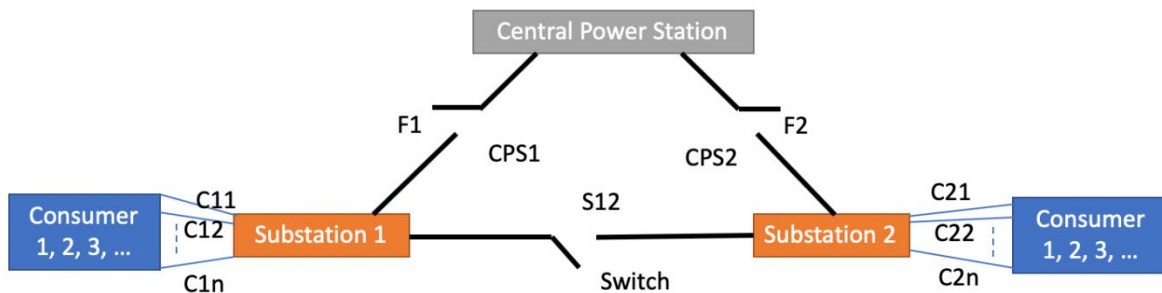 Central Power Station
F1
F2
CPS1
CPS2
C11
S12
C21
Consumer
1, 2, 3, ...
C12
Substation 1
Substation 2
C22
Consumer
1, 2, 3, ...
C1n
Switch
C2n